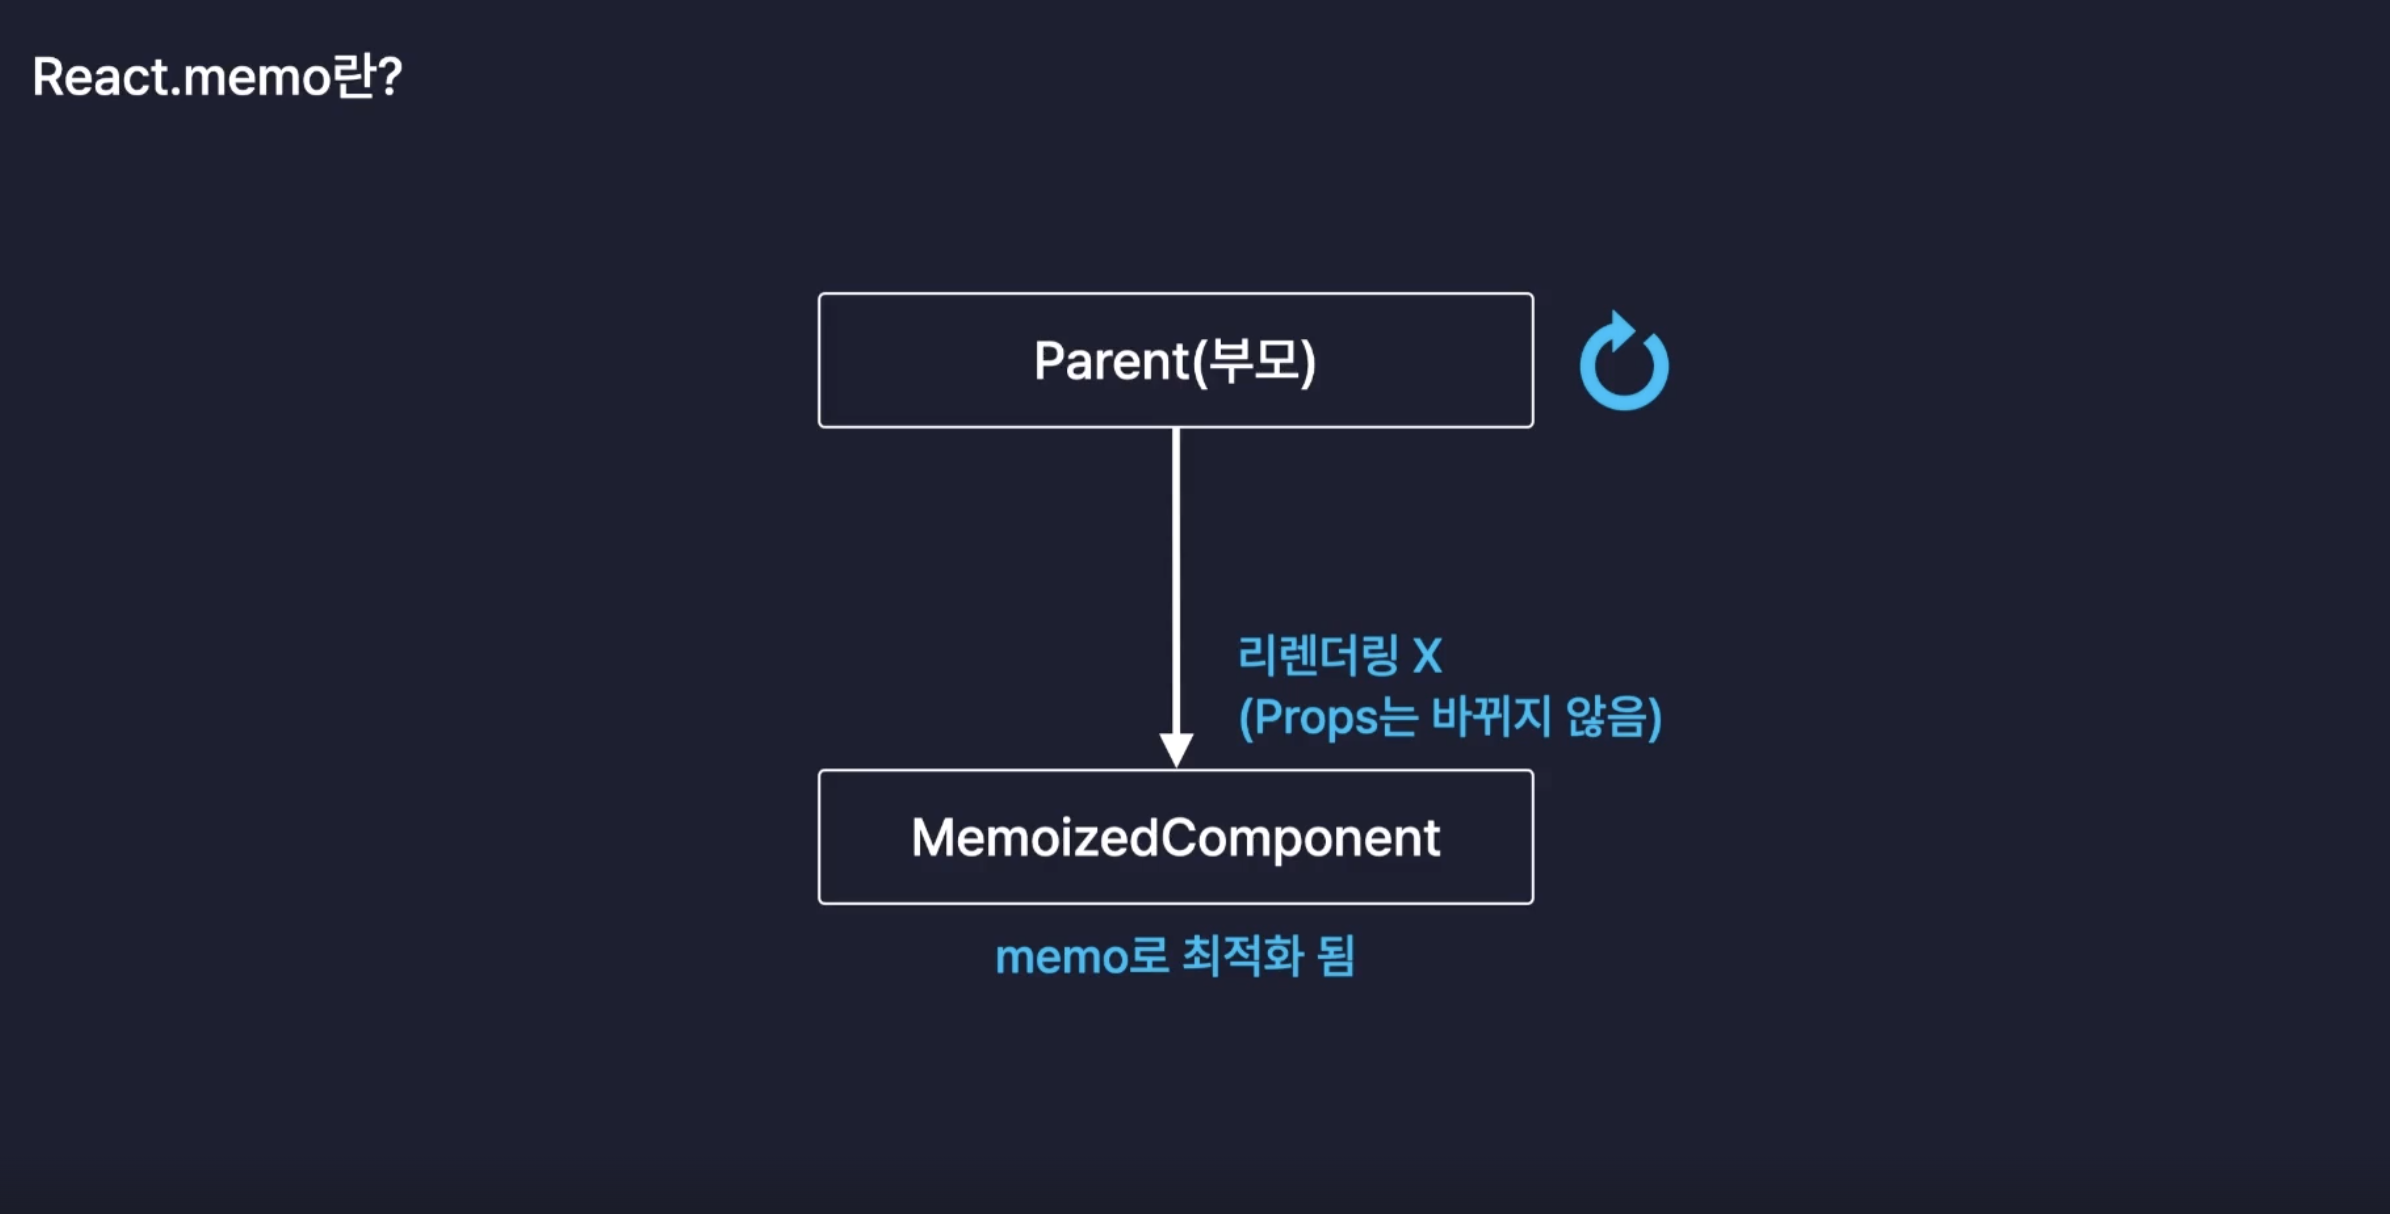 React.memo란?
Parent(부모)
리렌더링 X
(Props는 바뀌지 않음)
MemoizedComponent
memo로 최적화 됨